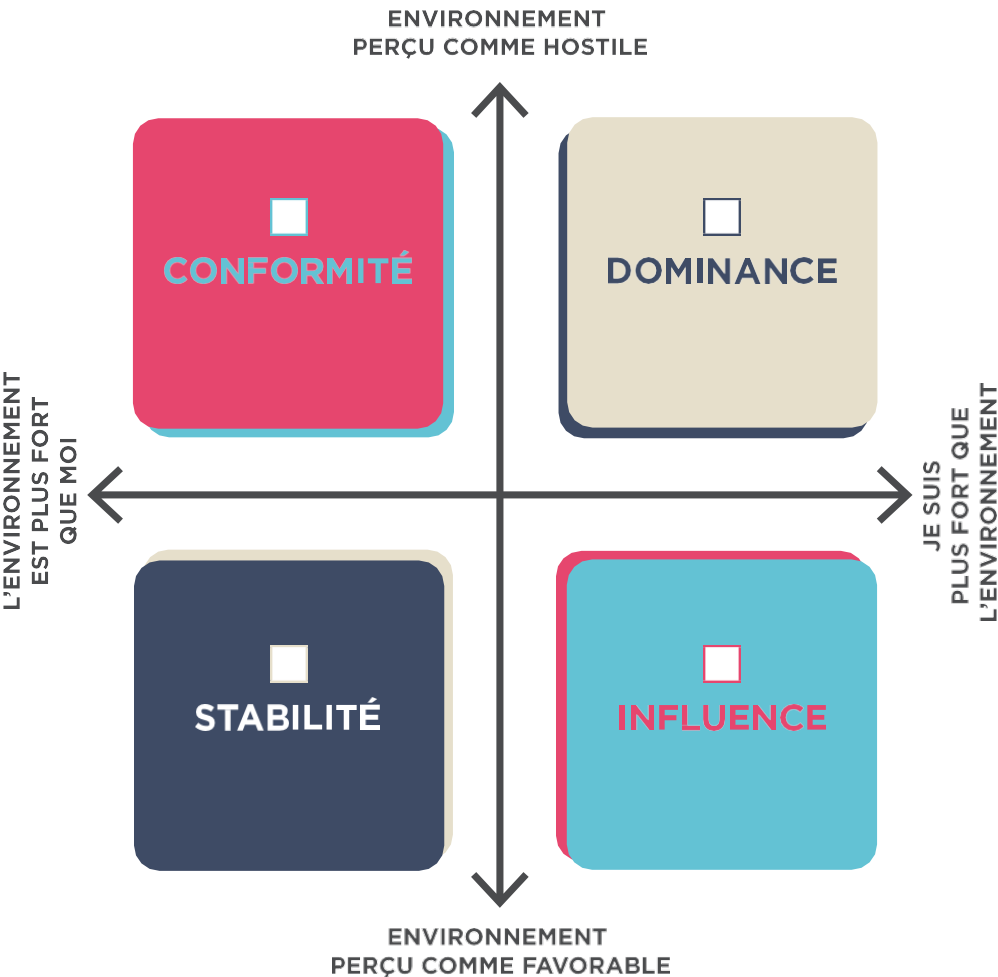 ENVIRONNEMENT
PERÇU COMME HOSTILE
CONFORMITÉ
DOMINANCE
L'ENVIRONNEMENT
EST PLUS FORT
QUE MOI
JE SUIS
PLUS FORT QUE
L'ENVIRONNEMENT
STABILITÉ
INFLUENCE
ENVIRONNEMENT
PERÇU COMME FAVORABLE